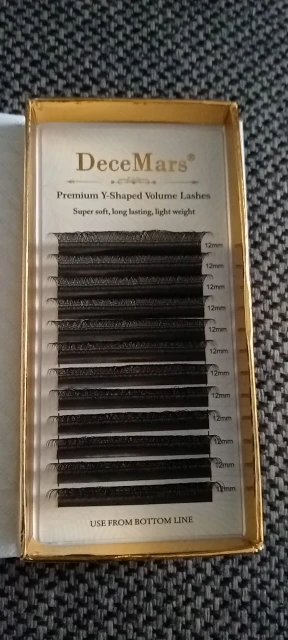 DeceMars®
Premium Y-Shaped Volume Lashes
Super soft, long lasting, light weight
12mm
12mm
12mm
12mm
12mm
12mm
12mm
12mm
12mm
12mm
12mm
12mm
USE FROM BOTTOM LINE